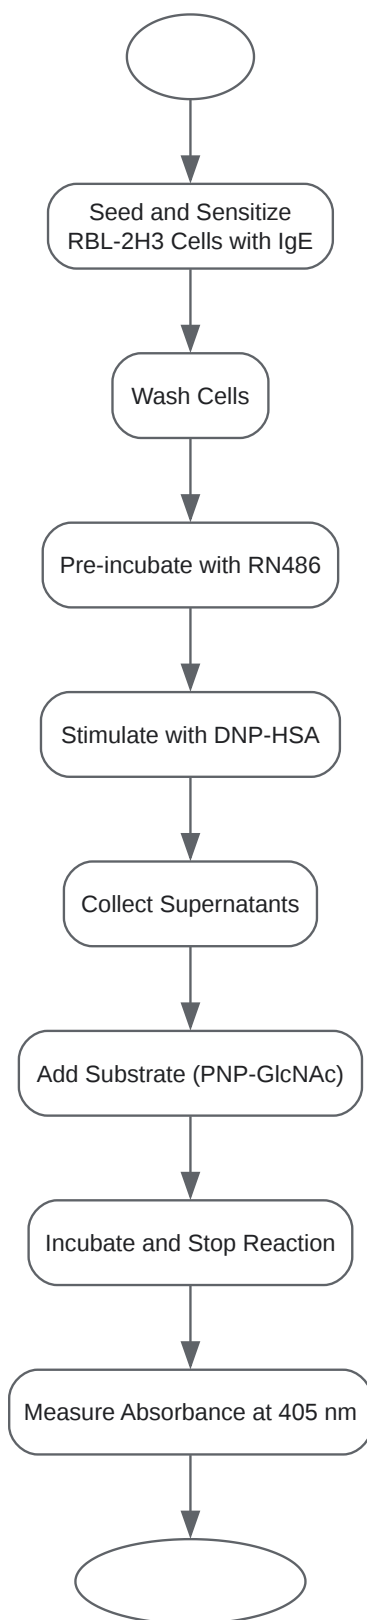 Seed and Sensitize
RBL-2H3 Cells with IgE
Wash Cells
Pre-incubate with RN486
Stimulate with DNP-HSA
Collect Supernatants
Add Substrate (PNP-GlcNAc)
Incubate and Stop Reaction
Measure Absorbance at 405 nm